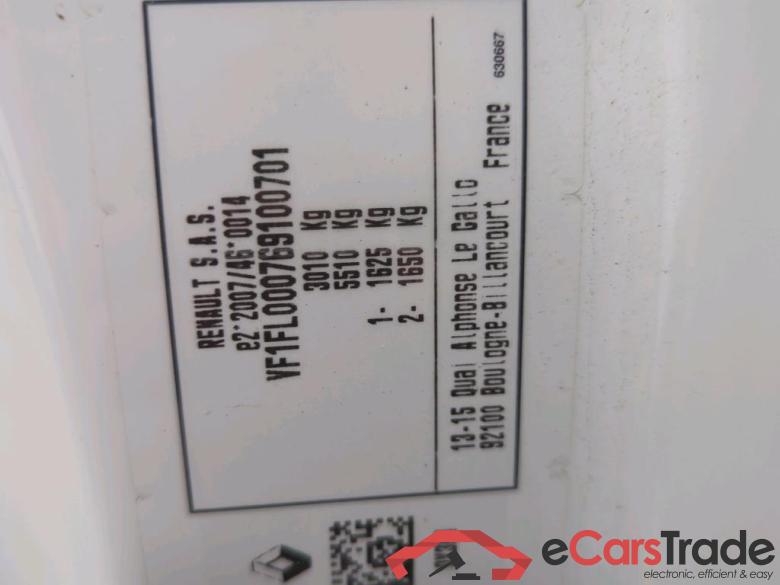 RENAULT S.A.S.
e2*2007/46*0014
VF1FL000769100701
3010 Kg
5510 Kg
1- 1625 Kg
2- 1650 Kg
13-15 Quai Alphonse Le Gallo
92100 Boulogne-Billancourt France
630667
eCarsTrade
electronic, efficient & easy